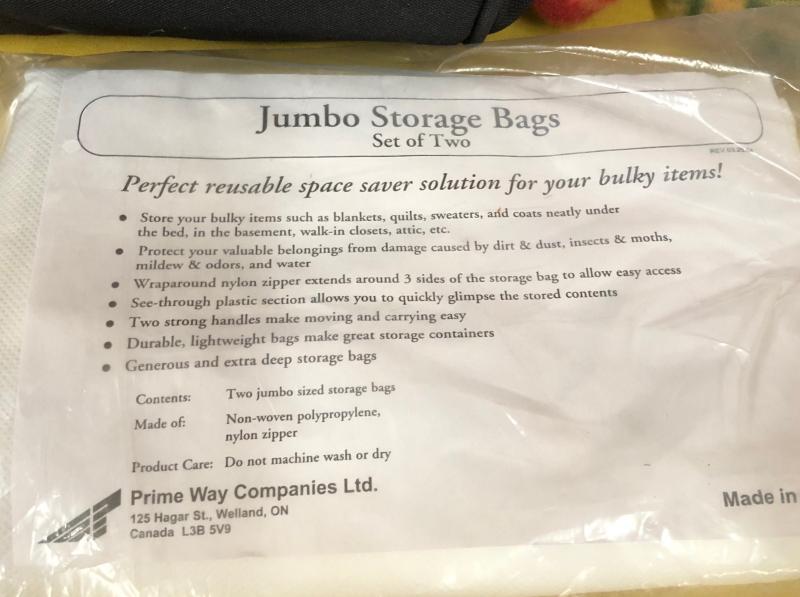 Jumbo Storage Bags
Set of Two
Perfect reusable space saver solution for your bulky items!
• Store your bulky items such as blankets, quilts, sweaters, and coats neatly under
the bed, in the basement, walk-in closets, attic, etc.
• Protect your valuable belongings from damage caused by dirt & dust, insects & moths,
mildew & odors, and water
• Wraparound nylon zipper extends around 3 sides of the storage bag to allow easy access
• See-through plastic section allows you to quickly glimpse the stored contents
• Two strong handles make moving and carrying easy
• Durable, lightweight bags make great storage containers
• Generous and extra deep storage bags
Contents: Two jumbo sized storage bags
Made of: Non-woven polypropylene,
nylon zipper
Product Care: Do not machine wash or dry
Prime Way Companies Ltd.
125 Hagar St., Welland, ON
Canada L3B 5V9
Made in